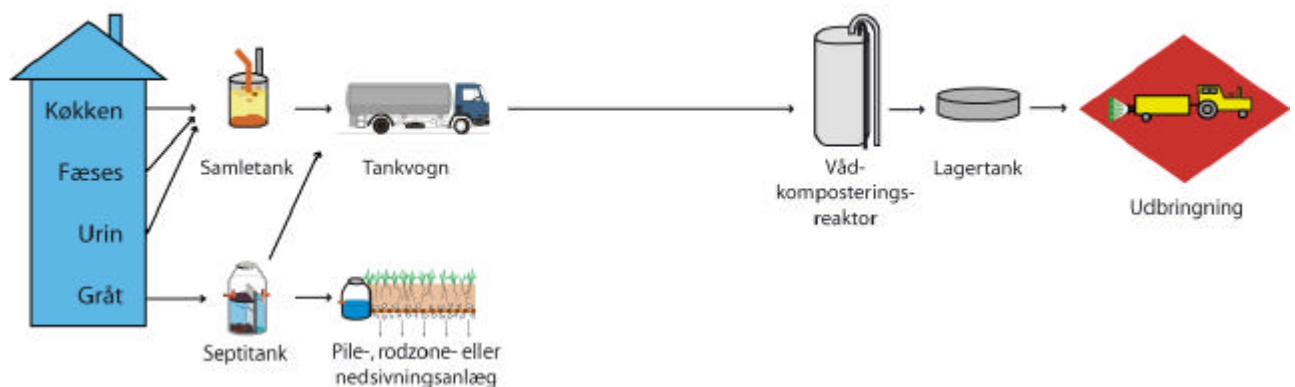 Køkken
Fæses
Urin
Gråt
Samletank
Tankvogn
Septitank
Pile-, rodzone- eller
nedsivningsanlæg
Våd-
komposterings-
reaktor
Lagertank
Udbringning